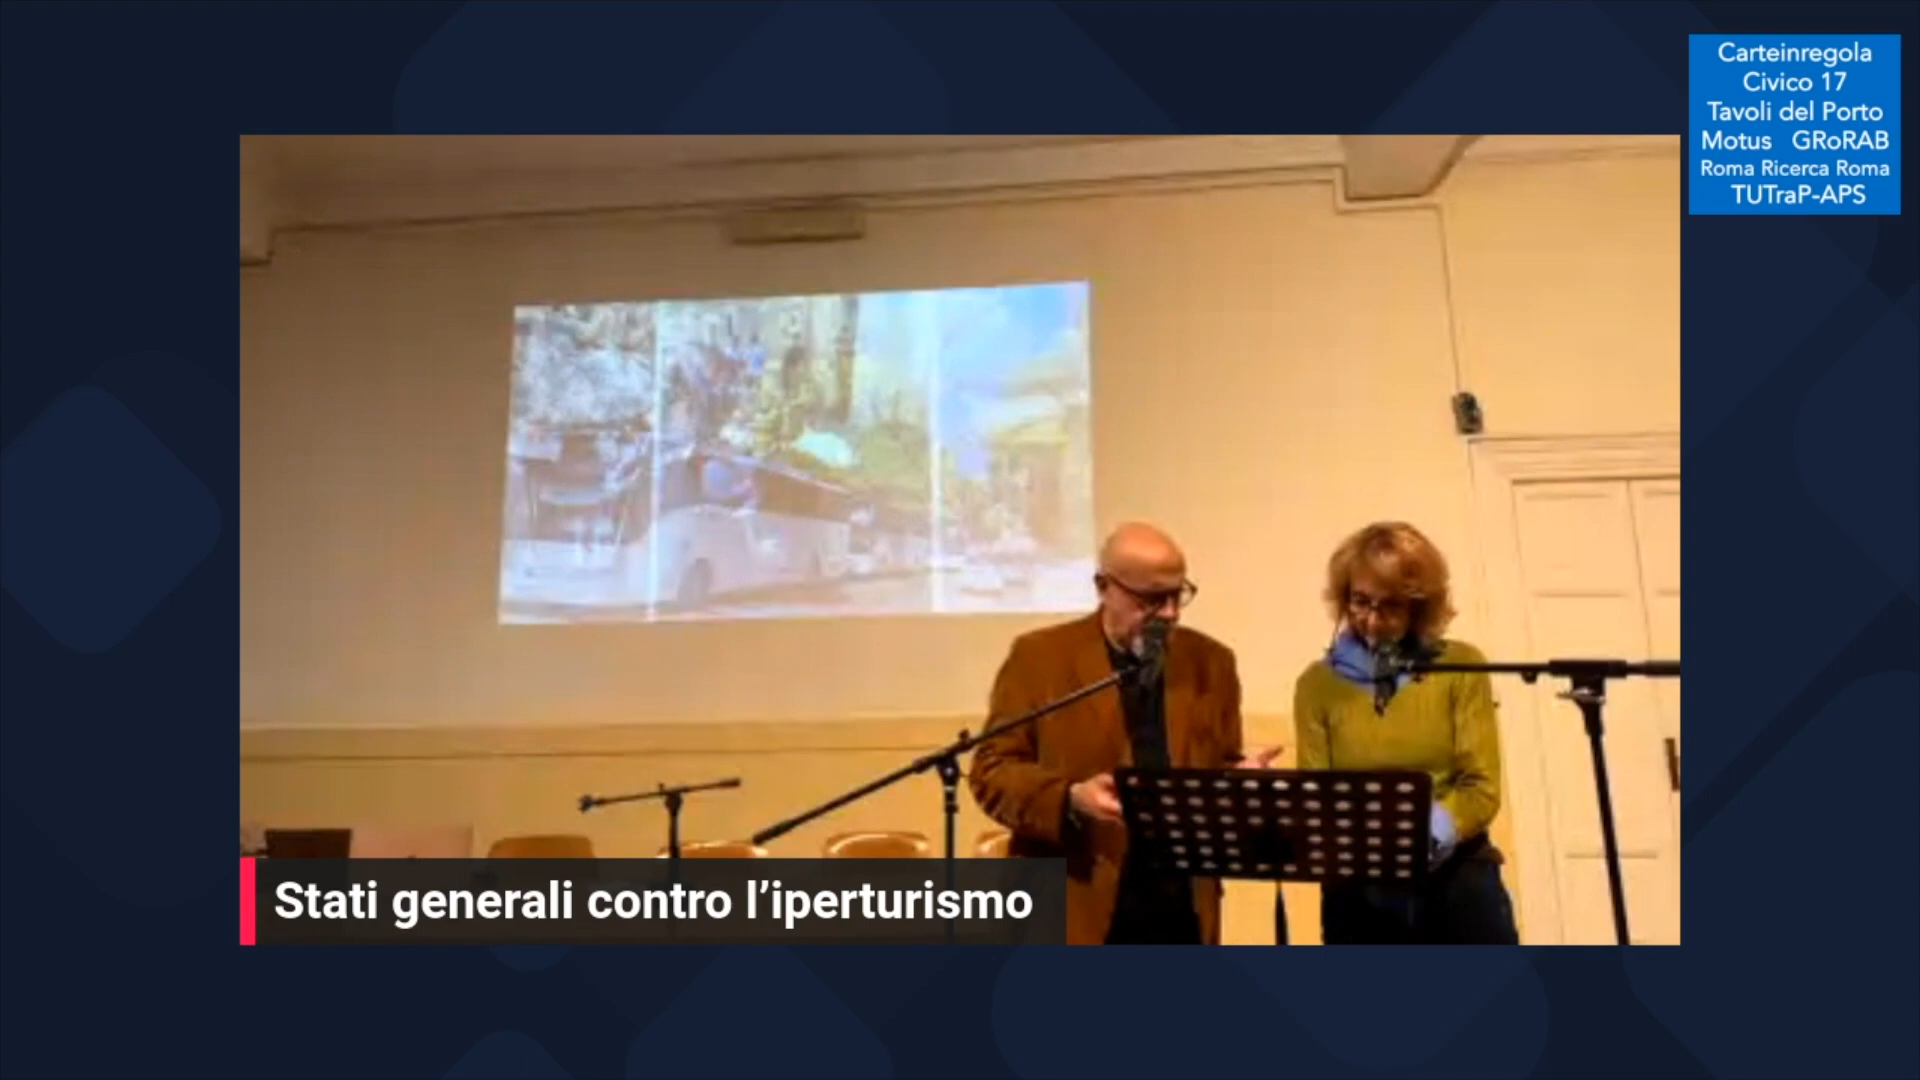 Carteinregola
Civico 17
Tavoli del Porto
Motus GRoRAB
Roma Ricerca Roma
TUTraP-APS
Stati generali contro l’iperturismo